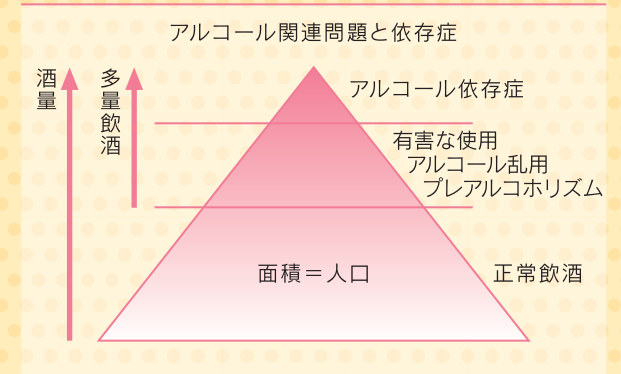 アルコール関連問題と依存症
酒量
多量飲酒
アルコール依存症
有害な使用
アルコール乱用
プレアルコホリズム
面積＝人口
正常飲酒